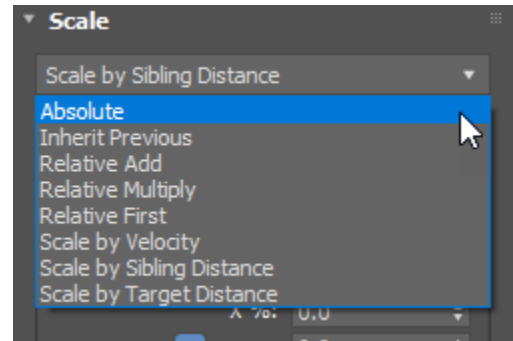 Scale
Scale by Sibling Distance
Absolute
Inherit Previous
Relative Add
Relative Multiply
Relative First
Scale by Velocity
Scale by Sibling Distance
Scale by Target Distance
X %: 0.0